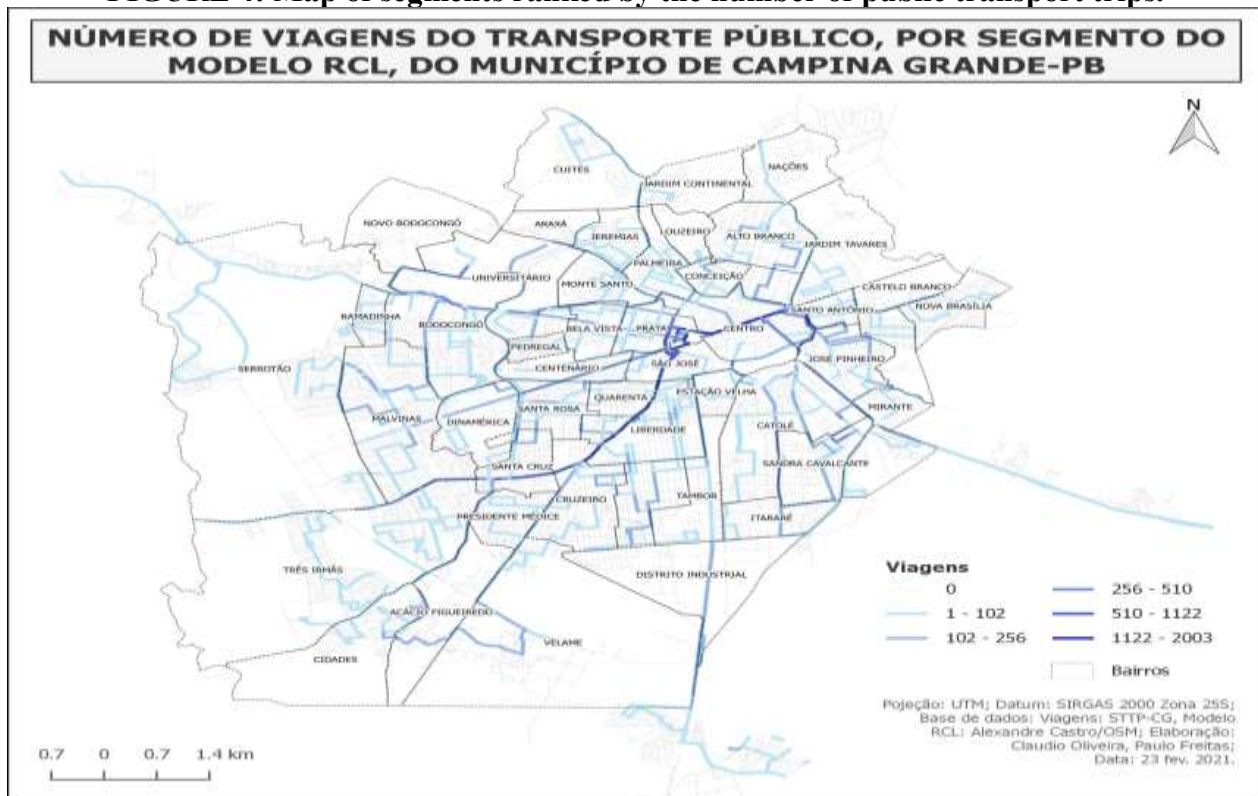 FIGURE 4. Map of segments ranked by the number of public transport trips.
NÚMERO DE VIAGENS DO TRANSPORTE PÚBLICO, POR SEGMENTO DO
MODELO RCL, DO MUNICÍPIO DE CAMPINA GRANDE-PB
N
CUITÉS
NAÇÕES
JARDIM CONTINENTAL
NOVO BODOCONGÓ
ARAXÁ
JEREMIAS
LOUZEIRO
ALTO BRANCO
JARDIM TAVARES
PALMEIRA
CONCEIÇÃO
UNIVERSITÁRIO
MONTE SANTO
CASTELO BRANCO
NOVA BRASÍLIA
SANTO ANTÔNIO
RAMADINHA
BODOCONGÓ
BELA VISTA
PRATA
CENTRO
PEDREGAL
JOSÉ PINHEIRO
SERROTÃO
CENTENÁRIO
SÃO JOSÉ
QUARENTA
ESTAÇÃO VELHA
MIRANTE
MALVINAS
DINAMÉRICA
SANTA ROSA
LIBERDADE
CATOLÉ
SANTA CRUZ
SANDRA CAVALCANTE
CRUZEIRO
TAMBOR
PRESIDENTE MÉDICE
ITARARÉ
TRÊS IRMÃS
DISTRITO INDUSTRIAL
ACÁCIO FIGUEIREDO
VELAME
CIDADES
Viagens
0
256 - 510
1 - 102
510 - 1122
102 - 256
1122 - 2003
Bairros
Pojeção: UTM; Datum: SIRGAS 2000 Zona 25S;
Base de dados: Viagens: STTP-CG, Modelo
RCL: Alexandre Castro/OSM; Elaboração:
Claudio Oliveira, Paulo Freitas;
Data: 23 fev. 2021.
0.7 0 0.7 1.4 km